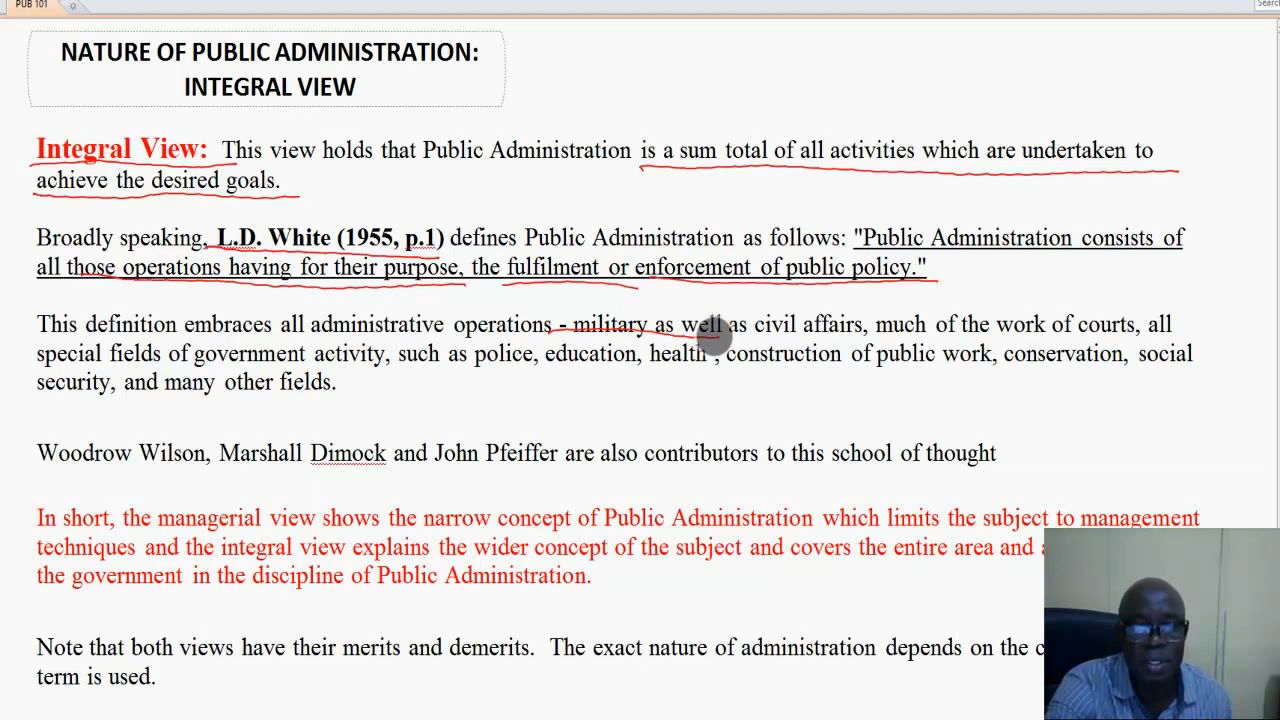 PUB 101
Search
NATURE OF PUBLIC ADMINISTRATION:
INTEGRAL VIEW
Integral View: This view holds that Public Administration is a sum total of all activities which are undertaken to
achieve the desired goals.
Broadly speaking, L.D. White (1955, p.1) defines Public Administration as follows: "Public Administration consists of
all those operations having for their purpose, the fulfilment or enforcement of public policy."
This definition embraces all administrative operations - military as well as civil affairs, much of the work of courts, all
special fields of government activity, such as police, education, health , construction of public work, conservation, social
security, and many other fields.
Woodrow Wilson, Marshall Dimock and John Pfeiffer are also contributors to this school of thought
In short, the managerial view shows the narrow concept of Public Administration which limits the subject to management
techniques and the integral view explains the wider concept of the subject and covers the entire area and
the government in the discipline of Public Administration.
Note that both views have their merits and demerits. The exact nature of administration depends on the
term is used.